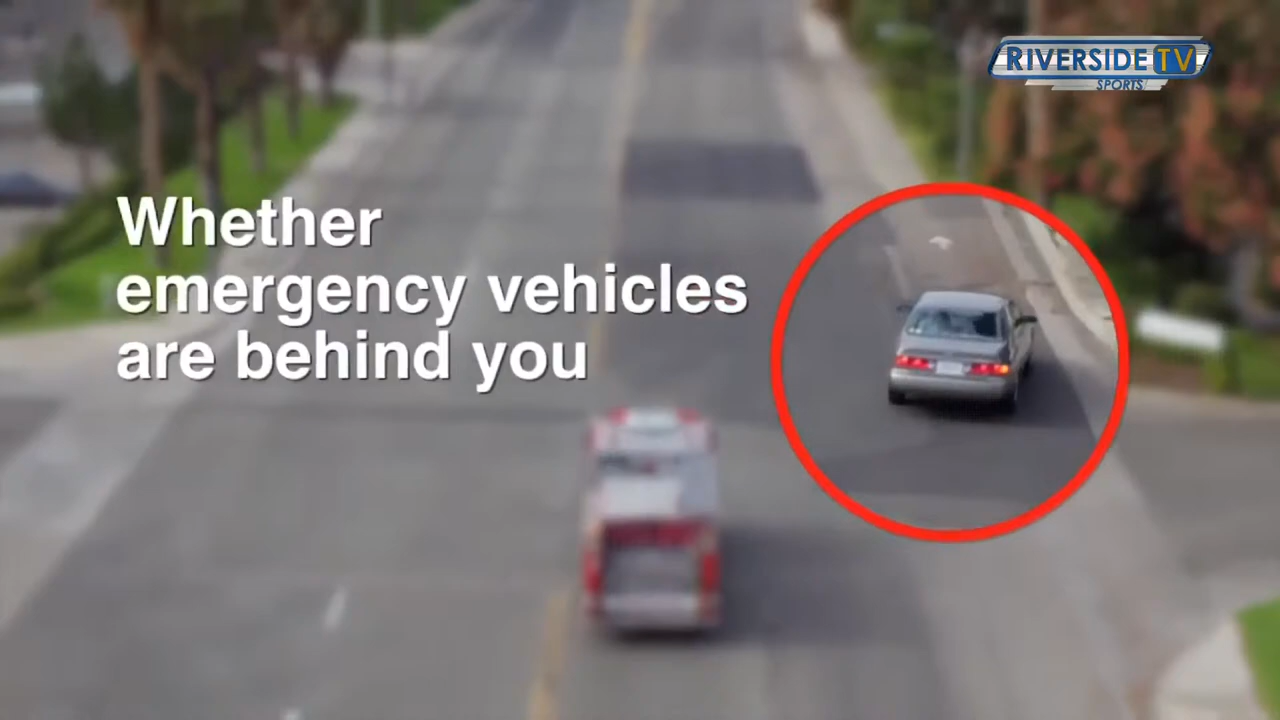 RIVERSIDE TV
SPORTS
Whether
emergency vehicles
are behind you